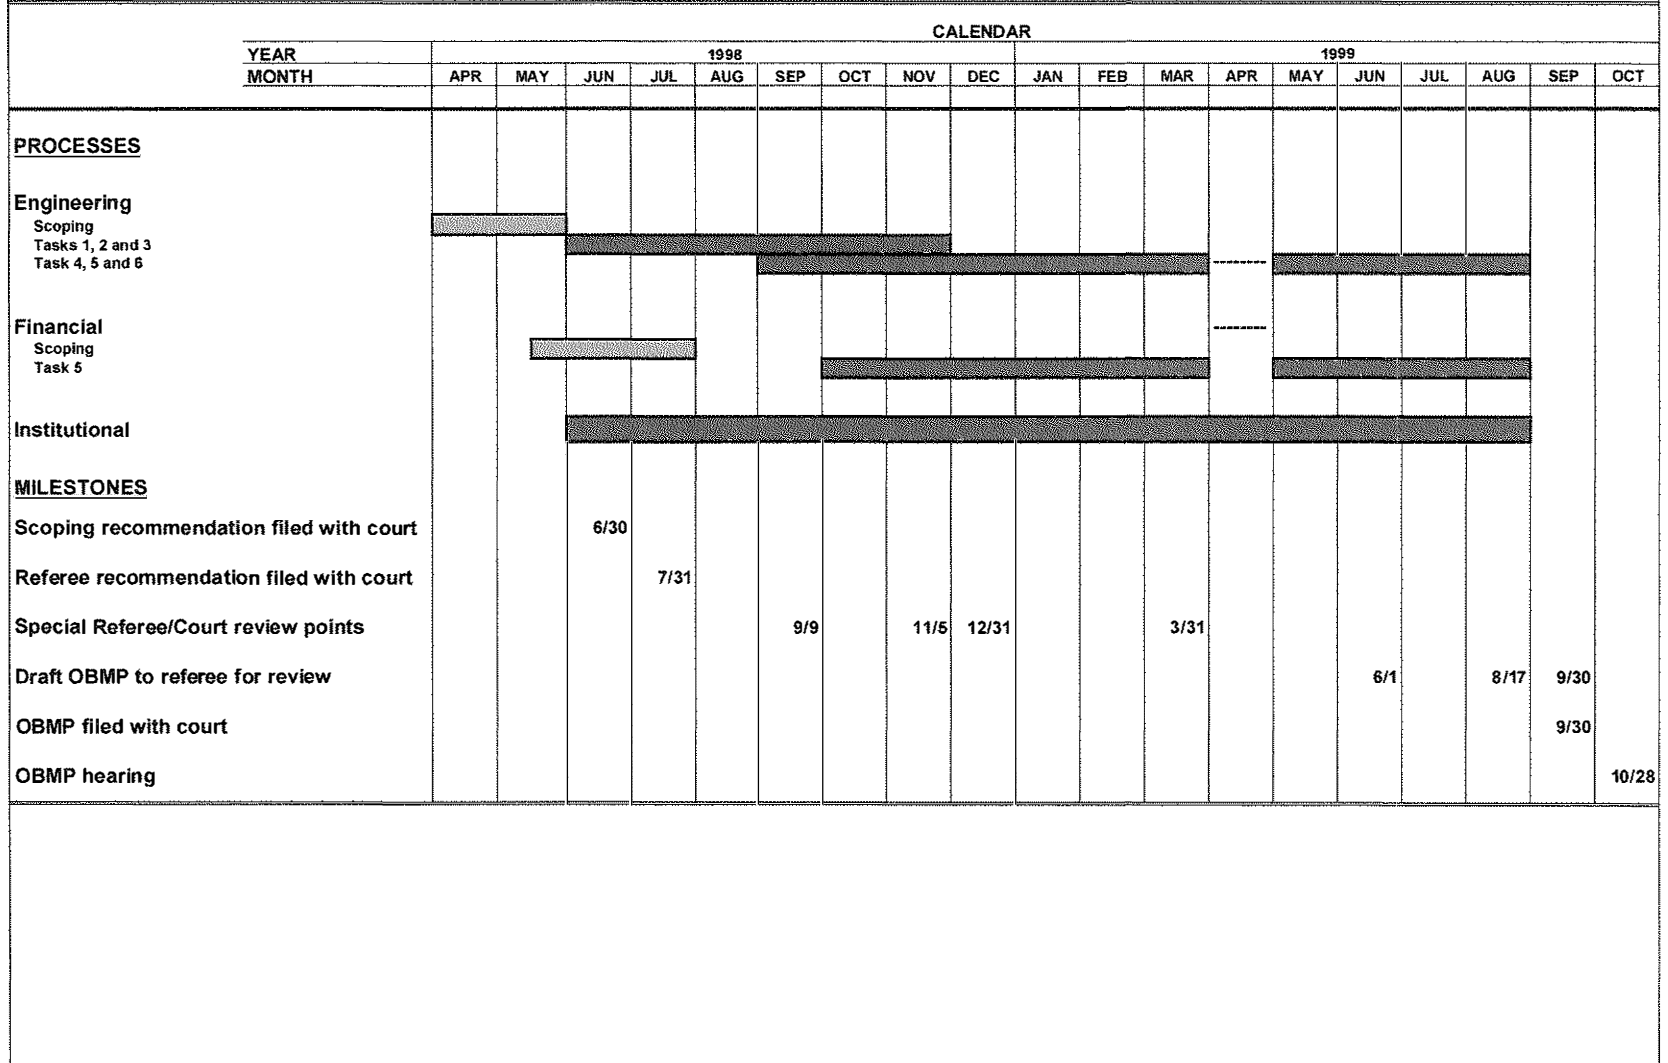 CALENDAR
YEAR 1998 1999
MONTH APR MAY JUN JUL AUG SEP OCT NOV DEC JAN FEB MAR APR MAY JUN JUL AUG SEP OCT
PROCESSES
Engineering
Scoping
Tasks 1, 2 and 3
Task 4, 5 and 6
Financial
Scoping
Task 5
Institutional
MILESTONES
Scoping recommendation filed with court 6/30
Referee recommendation filed with court 7/31
Special Referee/Court review points 9/9 11/5 12/31 3/31
Draft OBMP to referee for review 6/1 8/17 9/30
OBMP filed with court 9/30
OBMP hearing 10/28